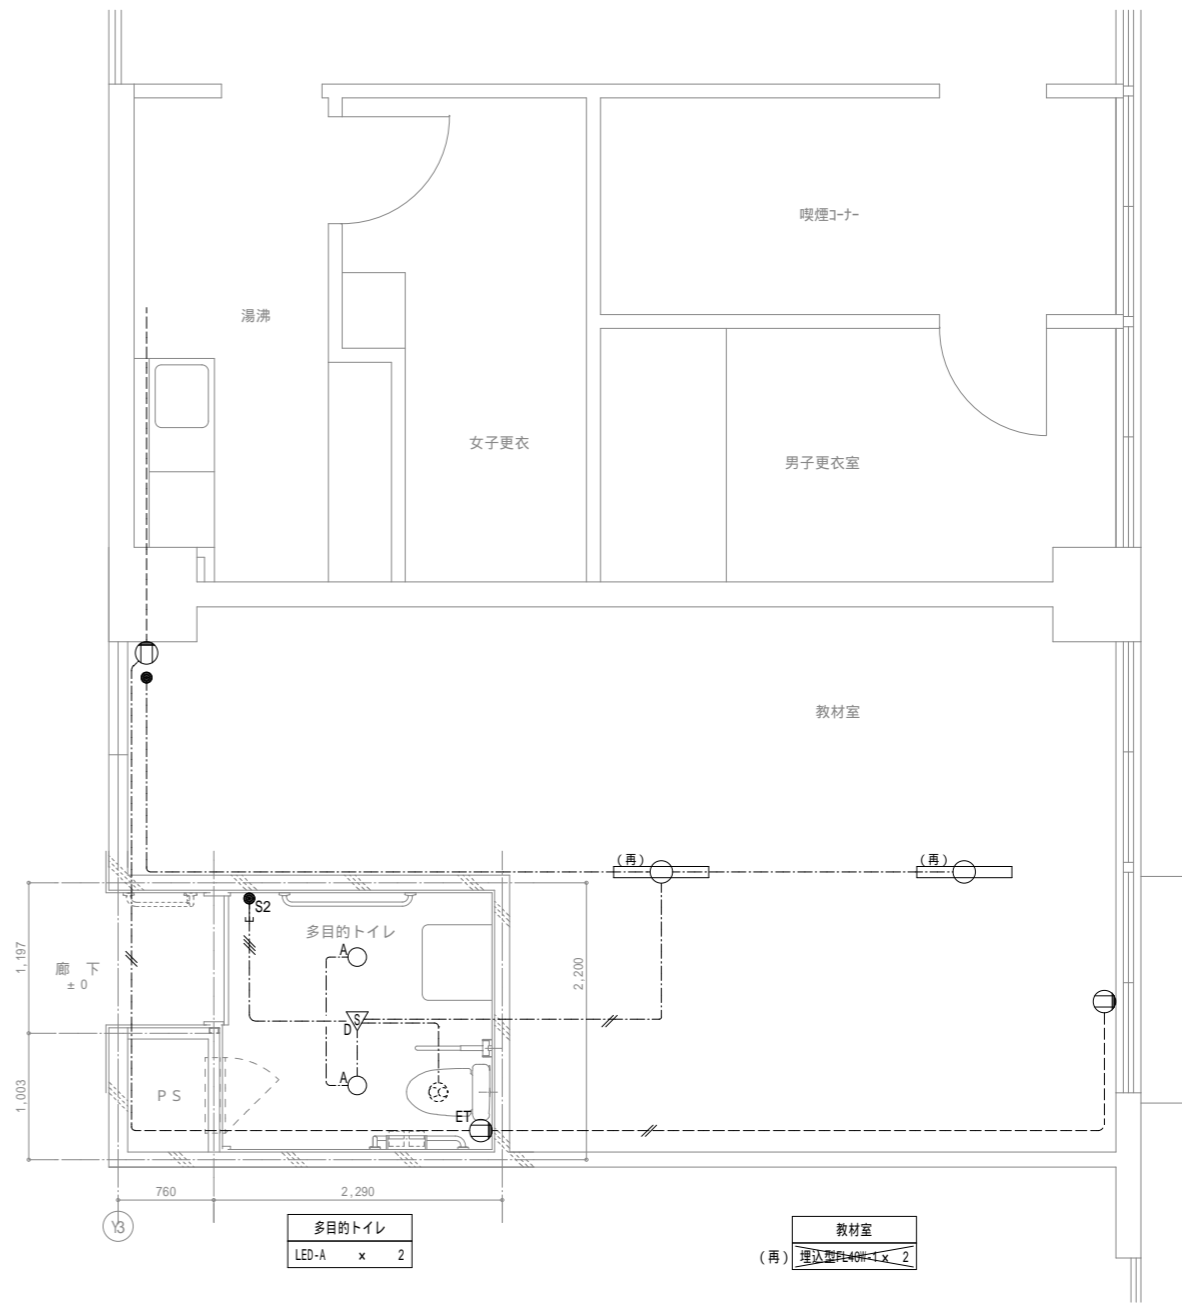 喫煙ｺｰﾅｰ
湯沸
女子更衣
男子更衣室
教材室
(再)
(再)
S2
多目的トイレ
A
廊 下
±0
1,197
2,200
S
D
A
1,003
PS
ET
760
2,290
Y3
多目的トイレ
LED-A x 2
教材室
(再) 埋込型FL40W-1 x 2